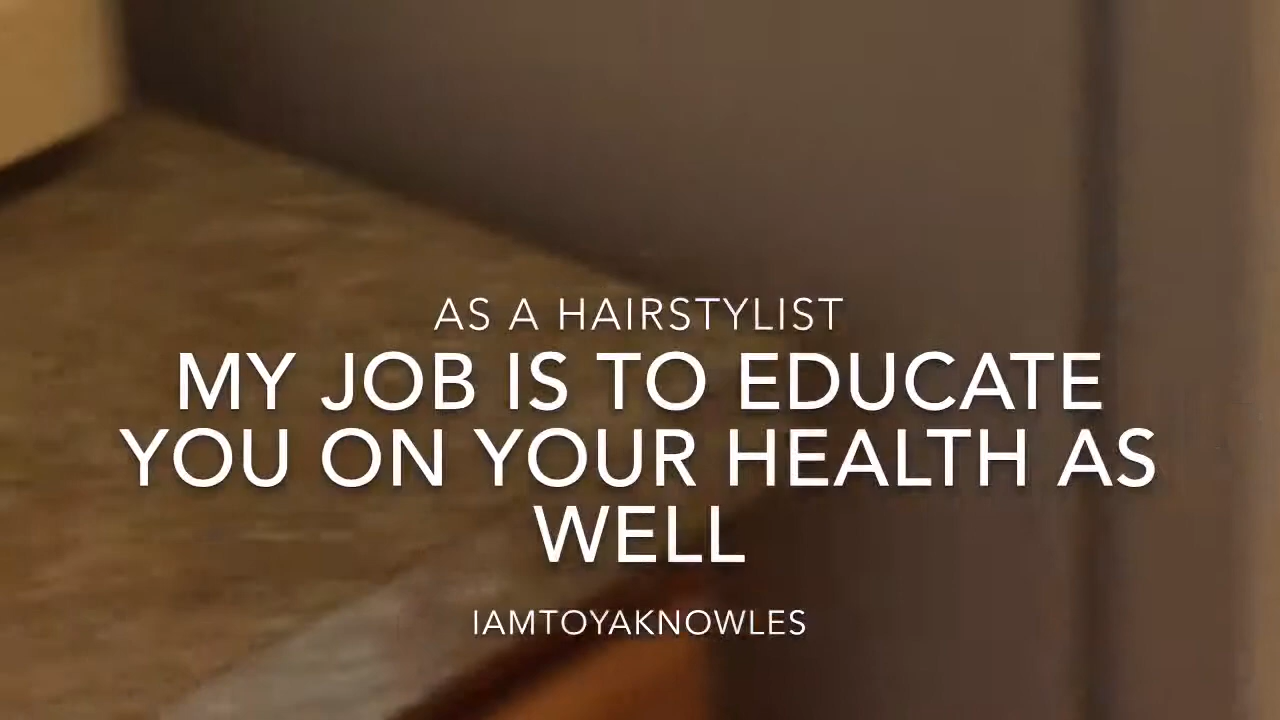 AS A HAIRSTYLIST
MY JOB IS TO EDUCATE
YOU ON YOUR HEALTH AS
WELL
IAMTOYAKNOWLES